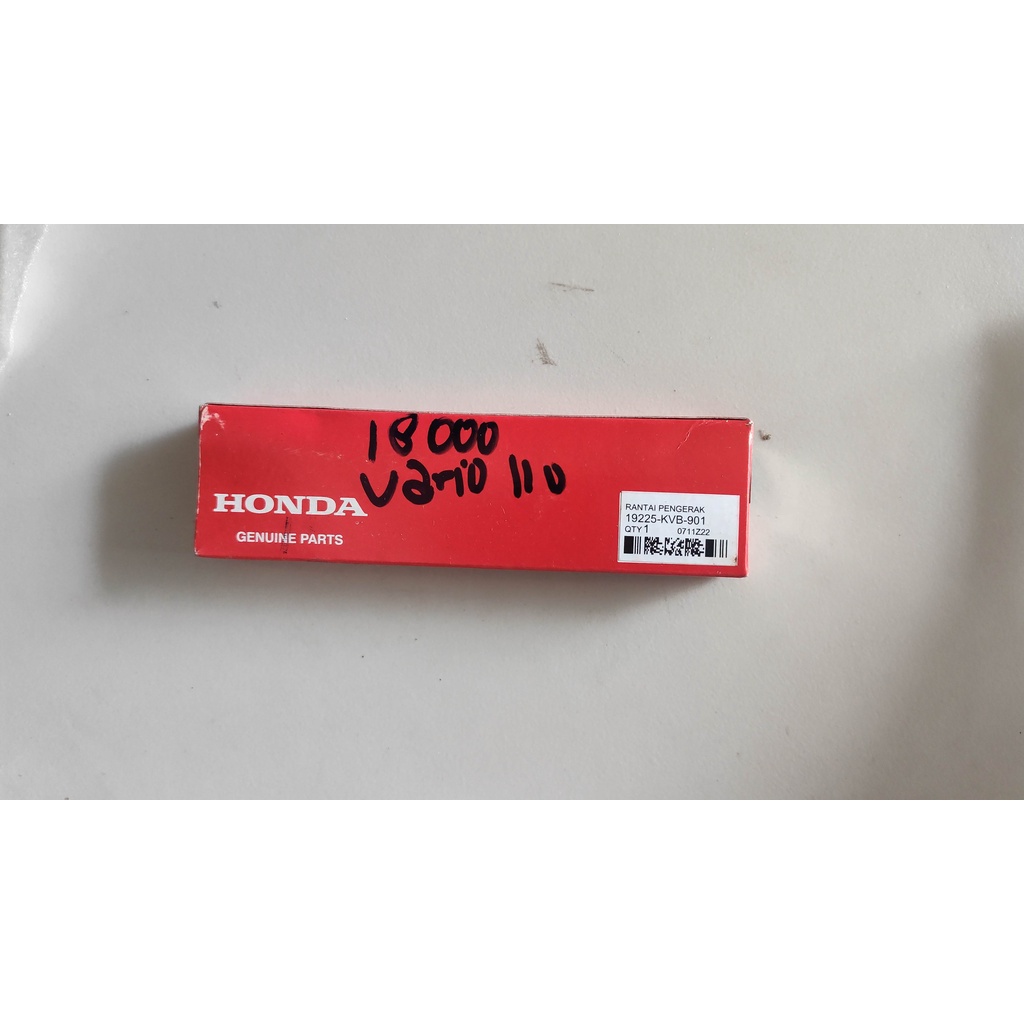 18000
Vario 110
HONDA
GENUINE PARTS
RANTAI PENGERAK
19225-KVB-901
QTY 1 0711Z22